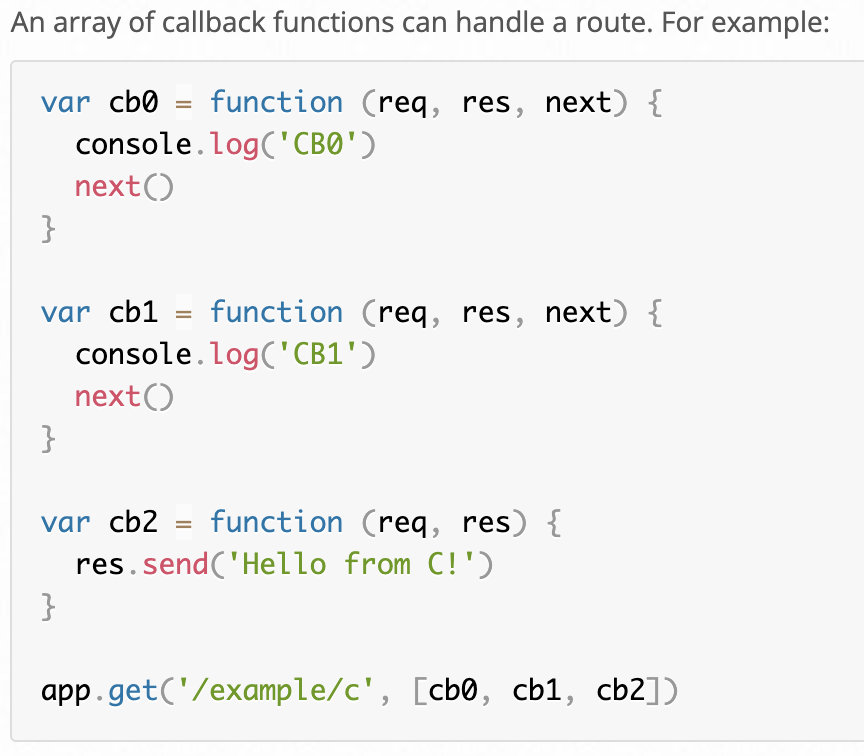 An array of callback functions can handle a route. For example:
var cb0 = function (req, res, next) {
  console.log('CB0')
  next()
}
var cb1 = function (req, res, next) {
  console.log('CB1')
  next()
}
var cb2 = function (req, res) {
  res.send('Hello from C!')
}
app.get('/example/c', [cb0, cb1, cb2])